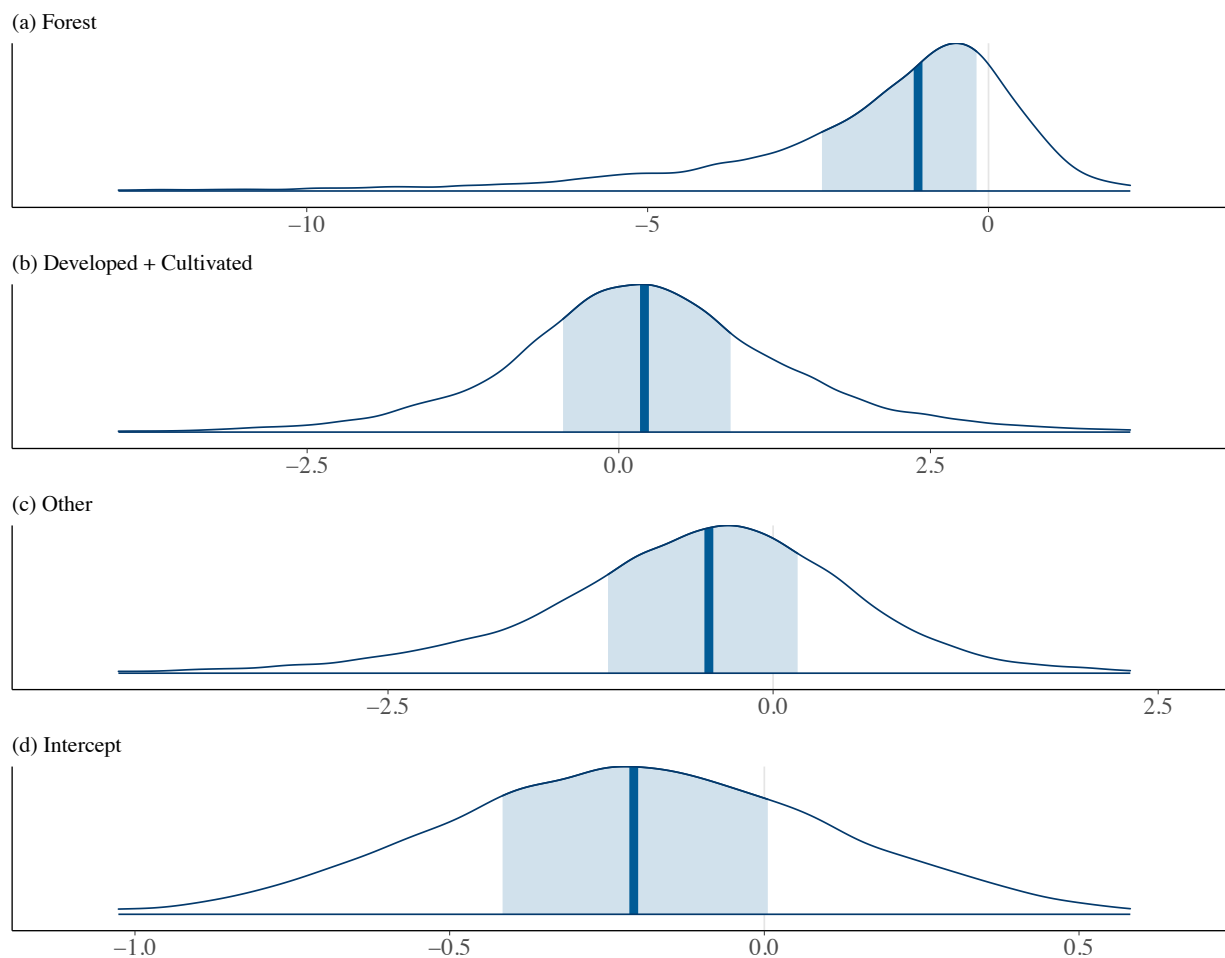 (a) Forest
−10 −5 0
(b) Developed + Cultivated
−2.5 0.0 2.5
(c) Other
−2.5 0.0 2.5
(d) Intercept
−1.0 −0.5 0.0 0.5